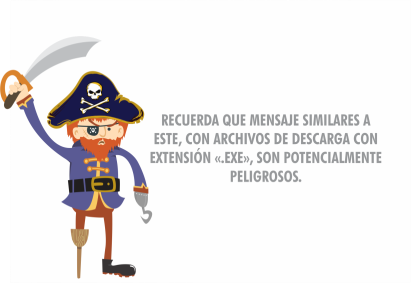 RECUERDA QUE MENSAJE SIMILARES A
ESTE, CON ARCHIVOS DE DESCARGA CON
EXTENSIÓN «.EXE», SON POTENCIALMENTE
PELIGROSOS.